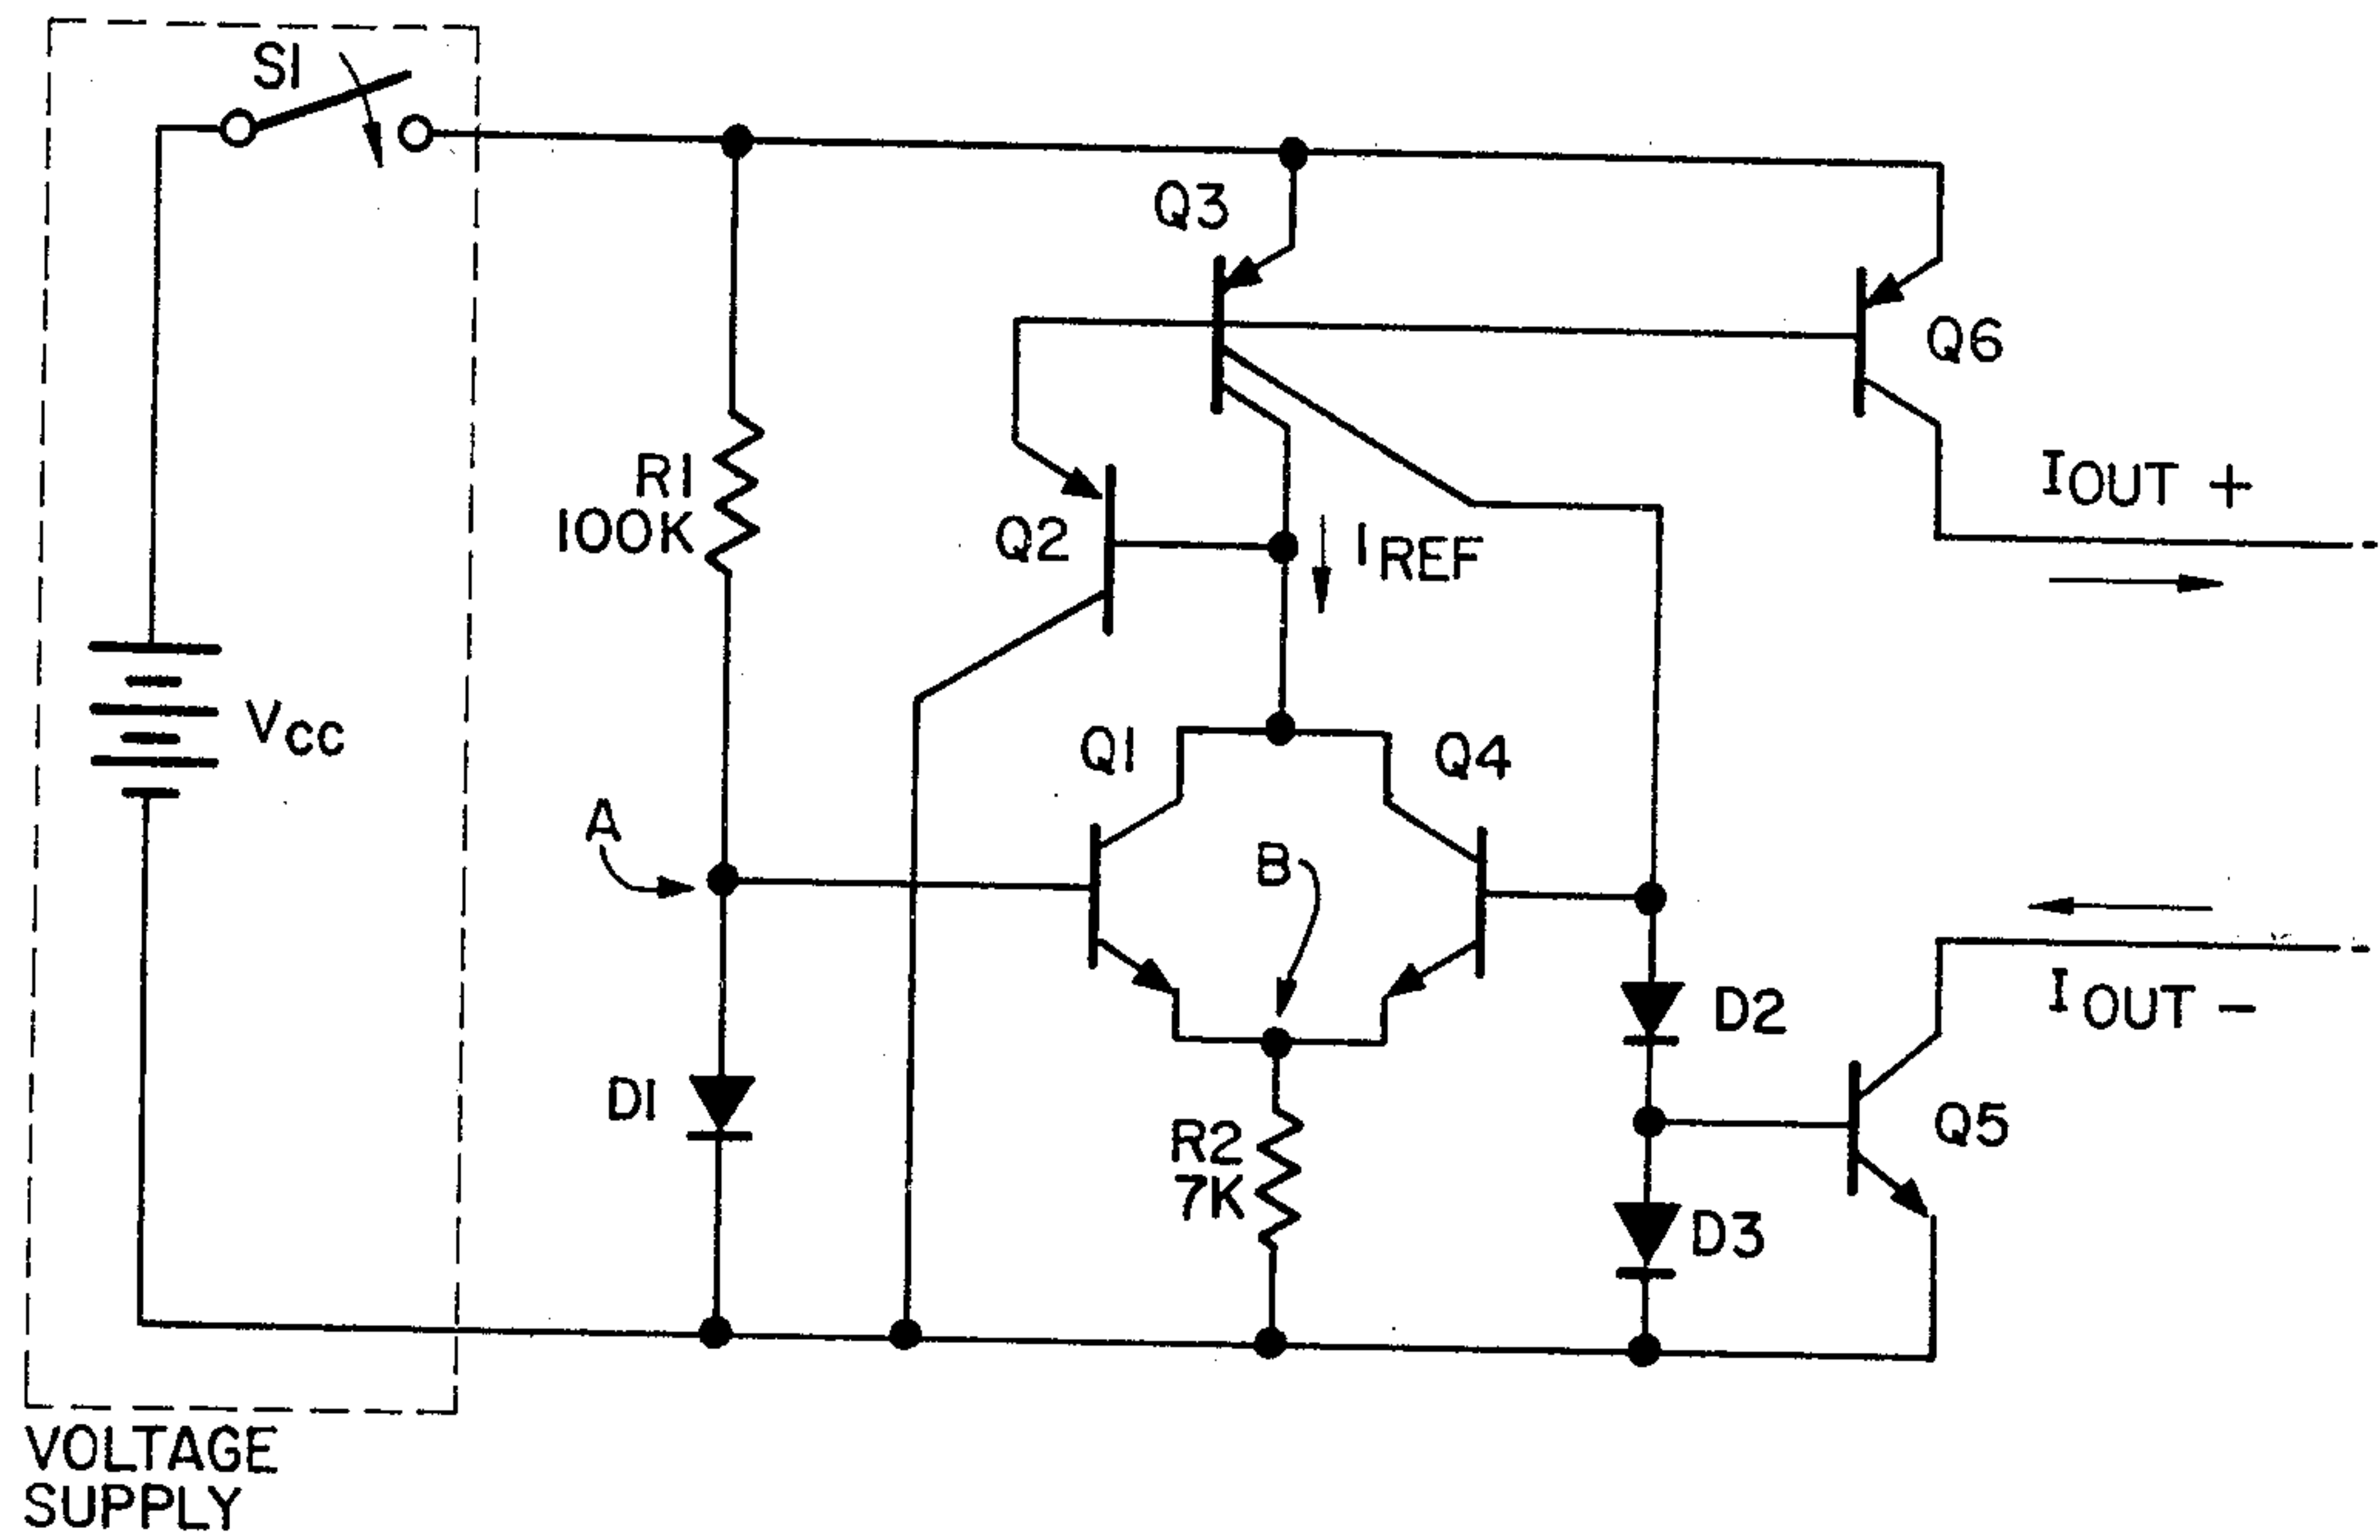 S1
Q3
Q6
R1
100K
IOUT +
Q2
IREF
VCC
Q1
Q4
A
B
D2
IOUT -
D1
R2
7K
Q5
D3
VOLTAGE
SUPPLY